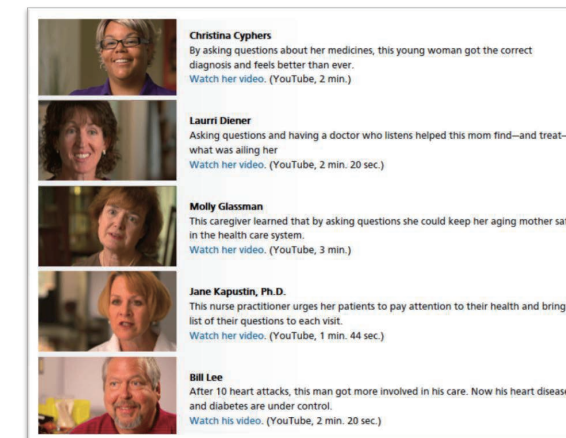 Christina Cyphers
By asking questions about her medicines, this young woman got the correct
diagnosis and feels better than ever.
Watch her video. (YouTube, 2 min.)
Laurri Diener
Asking questions and having a doctor who listens helped this mom find—and treat—
what was ailing her
Watch her video. (YouTube, 2 min. 20 sec.)
Molly Glassman
This caregiver learned that by asking questions she could keep her aging mother
in the health care system.
Watch her video. (YouTube, 3 min.)
Jane Kapustin, Ph.D.
This nurse practitioner urges her patients to pay attention to their health and bring
list of their questions to each visit.
Watch her video. (YouTube, 1 min. 44 sec.)
Bill Lee
After 10 heart attacks, this man got more involved in his care. Now his heart disease
and diabetes are under control.
Watch his video. (YouTube, 2 min. 20 sec.)